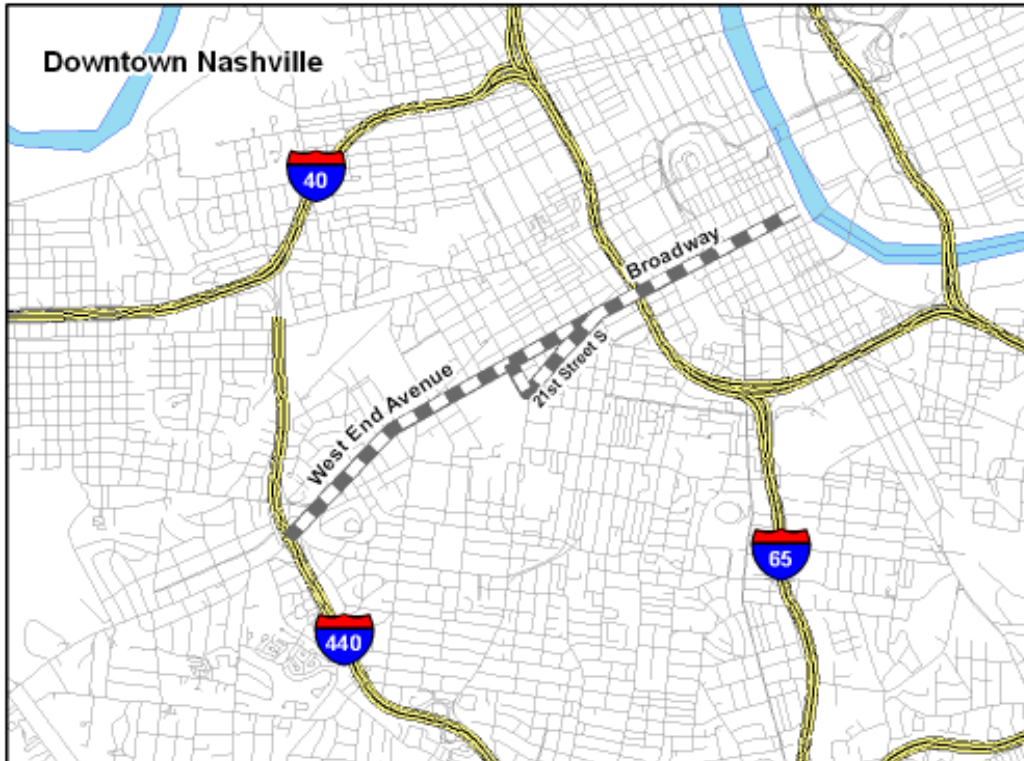 Downtown Nashville
40
Broadway
21st Street S
West End Avenue
65
440